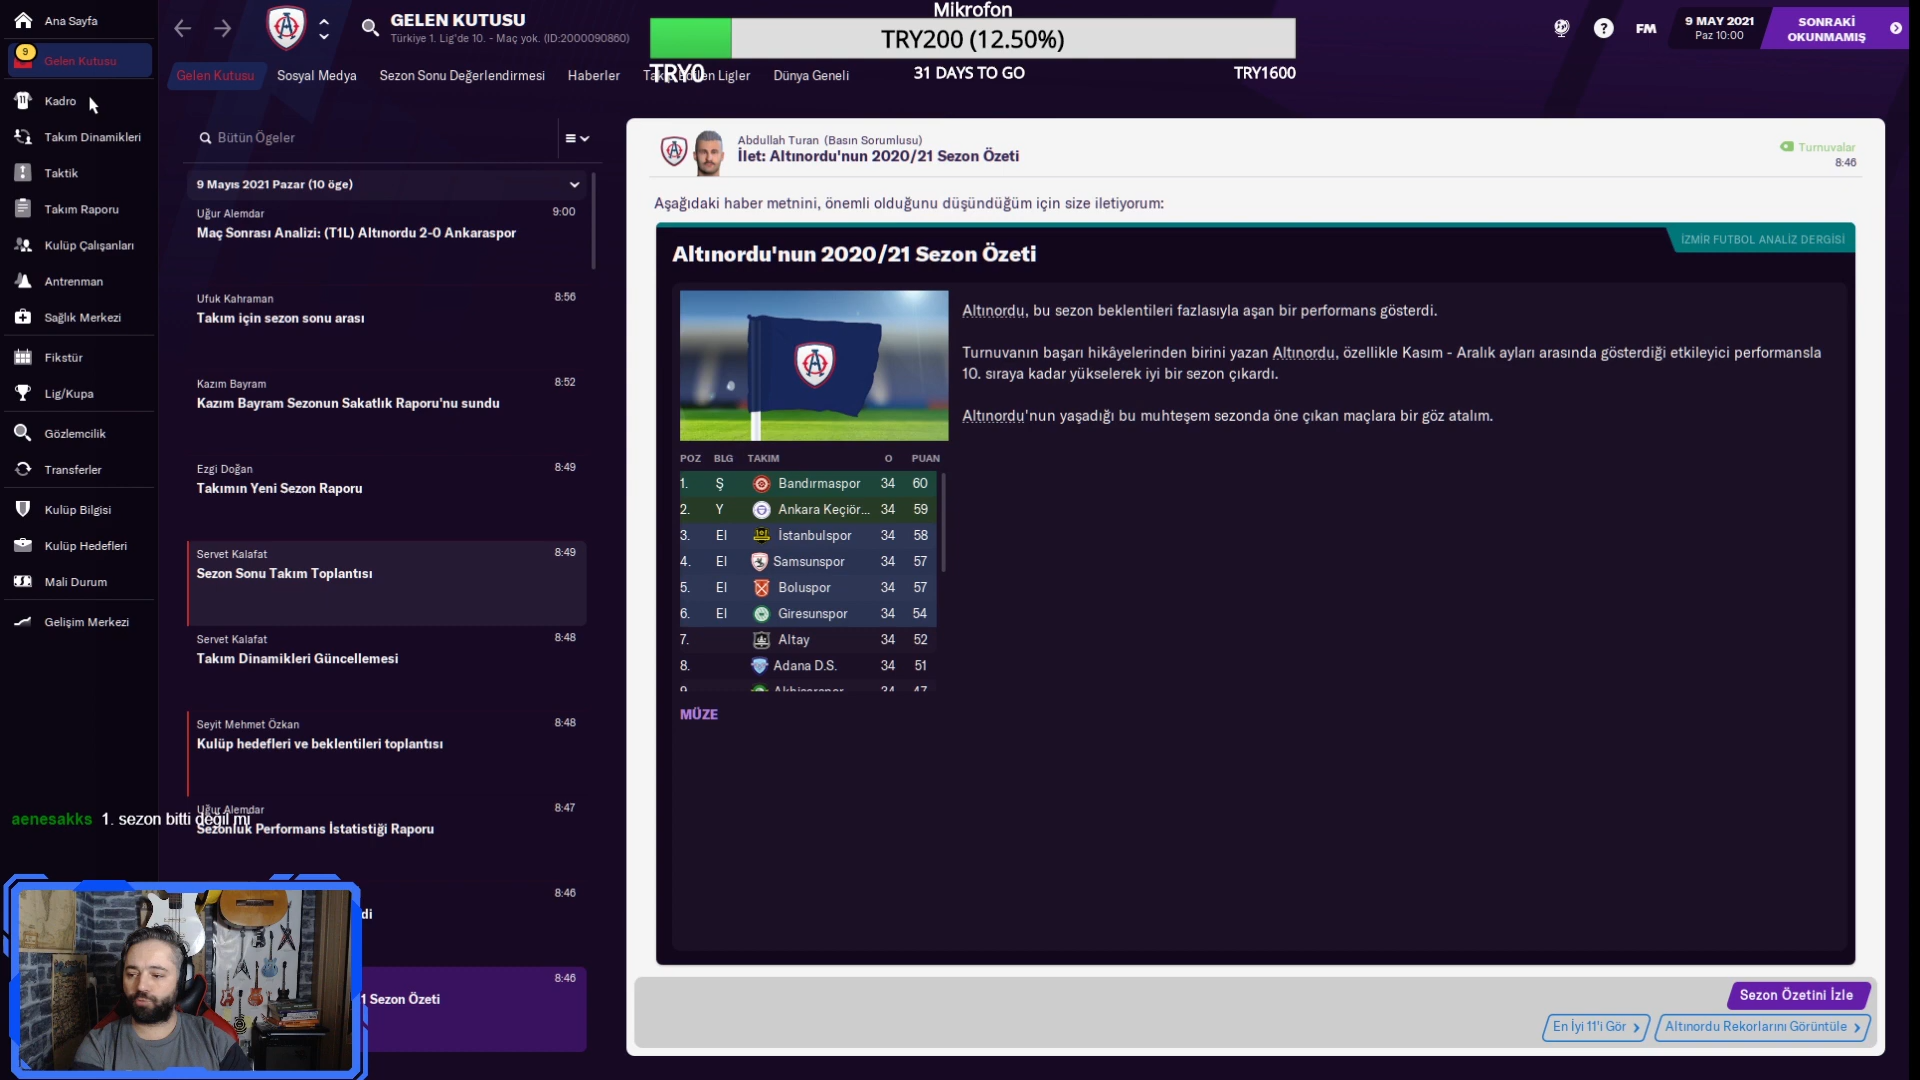 Ana Sayfa
9
Gelen Kutusu
Kadro
Takım Dinamikleri
Taktik
Takım Raporu
Kulüp Çalışanları
Antrenman
Sağlık Merkezi
Fikstür
Lig/Kupa
Gözlemcilik
Transferler
Kulüp Bilgisi
Kulüp Hedefleri
Mali Durum
Gelişim Merkezi
GELEN KUTUSU
Türkiye 1. Lig'de 10. - Maç yok. (ID:2000090860)
Mikrofon
TRY200 (12.50%)
TRY0
31 DAYS TO GO
TRY1600
FM
9 MAY 2021
Paz 10:00
SONRAKİ
OKUNMAMIŞ
Gelen Kutusu
Sosyal Medya
Sezon Sonu Değerlendirmesi
Haberler
Takip Edilen Ligler
Dünya Geneli
Bütün Ögeler
9 Mayıs 2021 Pazar (10 öge)
Uğur Alemdar 9:00
Maç Sonrası Analizi: (T1L) Altınordu 2-0 Ankaraspor
Ufuk Kahraman 8:56
Takım için sezon sonu arası
Kazım Bayram 8:52
Kazım Bayram Sezonun Sakatlık Raporu'nu sundu
Ezgi Doğan 8:49
Takımın Yeni Sezon Raporu
Servet Kalafat 8:49
Sezon Sonu Takım Toplantısı
Servet Kalafat 8:48
Takım Dinamikleri Güncellemesi
Seyit Mehmet Özkan 8:48
Kulüp hedefleri ve beklentileri toplantısı
Uğur Alemdar 8:47
Sezonluk Performans İstatistiği Raporu
8:46
di
8:46
1 Sezon Özeti
aenesakks 1. sezon bitti değil mi
Abdullah Turan (Basın Sorumlusu)
İlet: Altınordu'nun 2020/21 Sezon Özeti
Turnuvalar
8:46
Aşağıdaki haber metnini, önemli olduğunu düşündüğüm için size iletiyorum:
İZMİR FUTBOL ANALİZ DERGİSİ
Altınordu'nun 2020/21 Sezon Özeti
Altınordu, bu sezon beklentileri fazlasıyla aşan bir performans gösterdi.
Turnuvanın başarı hikâyelerinden birini yazan Altınordu, özellikle Kasım - Aralık ayları arasında gösterdiği etkileyici performansla
10. sıraya kadar yükselerek iyi bir sezon çıkardı.
Altınordu'nun yaşadığı bu muhteşem sezonda öne çıkan maçlara bir göz atalım.
POZ BLG TAKIM O PUAN
1. Ş Bandırmaspor 34 60
2. Y Ankara Keçiör... 34 59
3. El İstanbulspor 34 58
4. El Samsunspor 34 57
5. El Boluspor 34 57
6. El Giresunspor 34 54
7. Altay 34 52
8. Adana D.S. 34 51
9. Akhisarspor 34 47
MÜZE
Sezon Özetini İzle
En İyi 11'i Gör
Altınordu Rekorlarını Görüntüle